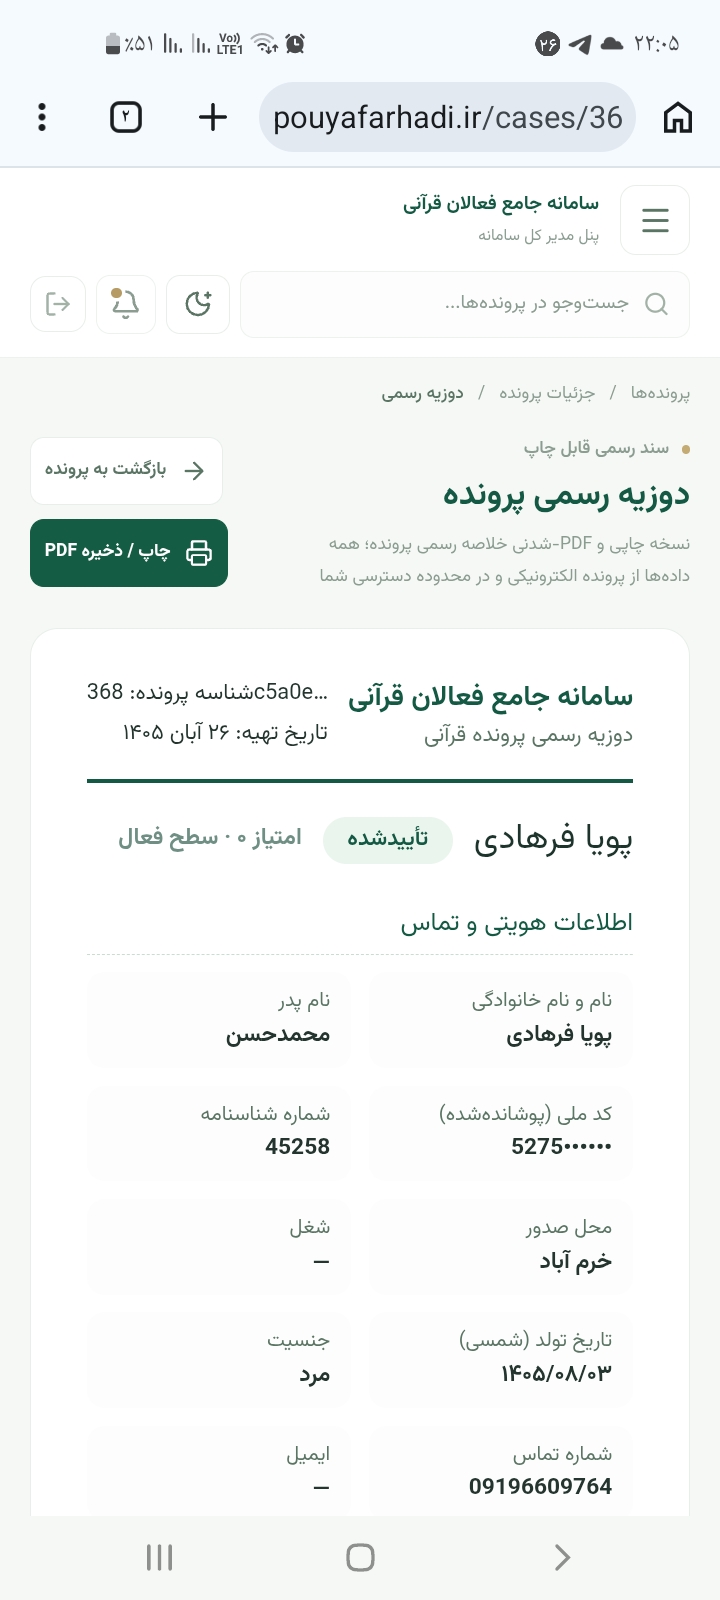 ۲۲:۰۵
۲۶
Vo)) LTE1
٪۵۱
pouyafarhadi.ir/cases/36
۲
سامانه جامع فعالان قرآنی
پنل مدیر کل سامانه
جست‌وجو در پرونده‌ها...
پرونده‌ها / جزئیات پرونده / دوزیه رسمی
سند رسمی قابل چاپ
دوزیه رسمی پرونده
نسخه چاپی و PDF-شدنی خلاصه رسمی پرونده؛ همه
داده‌ها از پرونده الکترونیکی و در محدوده دسترسی شما
بازگشت به پرونده
چاپ / ذخیره PDF
سامانه جامع فعالان قرآنی
دوزیه رسمی پرونده قرآنی
شناسه پرونده: 368c5a0e…
تاریخ تهیه: ۲۶ آبان ۱۴۰۵
پویا فرهادی
تأییدشده
امتیاز ۰ · سطح فعال
اطلاعات هویتی و تماس
نام و نام خانوادگی
پویا فرهادی
نام پدر
محمدحسن
کد ملی (پوشانده‌شده)
5275••••••
شماره شناسنامه
45258
محل صدور
خرم آباد
شغل
—
تاریخ تولد (شمسی)
۱۴۰۵/۰۸/۰۳
جنسیت
مرد
شماره تماس
09196609764
ایمیل
—